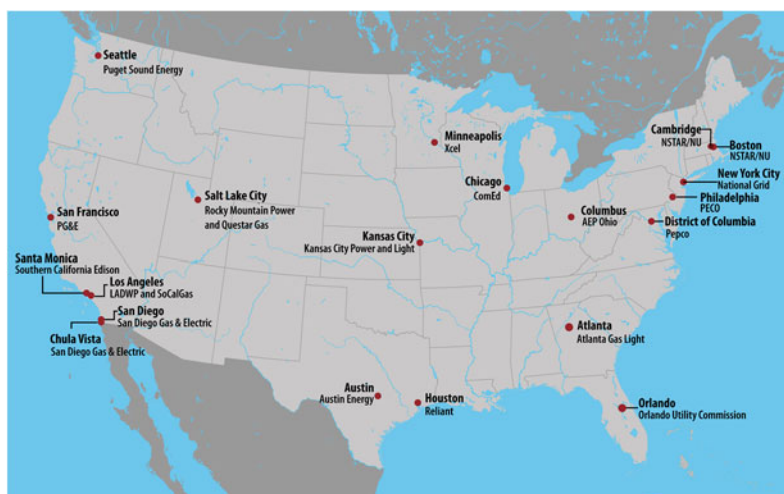 Seattle
Puget Sound Energy
Minneapolis
Xcel
Cambridge
NSTAR/NU
Boston
NSTAR/NU
New York City
National Grid
Chicago
ComEd
Salt Lake City
Rocky Mountain Power
and Questar Gas
Philadelphia
PECO
San Francisco
PG&E
Columbus
AEP Ohio
District of Columbia
Pepco
Kansas City
Kansas City Power and Light
Santa Monica
Southern California Edison
Los Angeles
LADWP and SoCalGas
San Diego
San Diego Gas & Electric
Chula Vista
San Diego Gas & Electric
Atlanta
Atlanta Gas Light
Austin
Austin Energy
Houston
Reliant
Orlando
Orlando Utility Commission